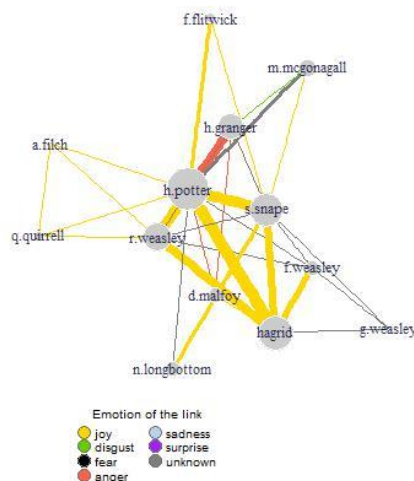 f.flitwick
m.mcgonagall
h.granger
a.filch
h.potter
s.snape
q.quirrell
r.weasley
f.weasley
d.malfoy
hagrid
g.weasley
n.longbottom
Emotion of the link
joy
sadness
disgust
surprise
fear
unknown
anger